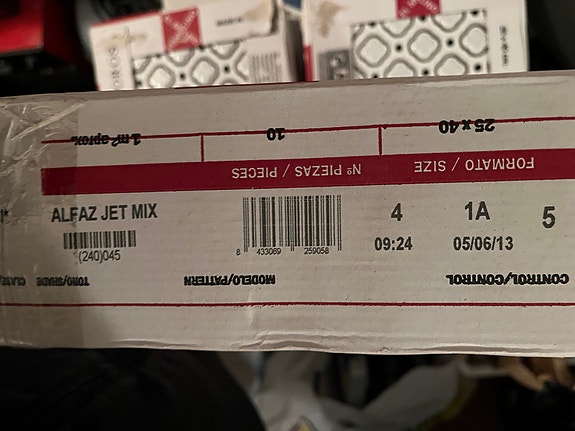 1 m² aprox.
10
25 x 40
Nº PIEZAS / PIECES
FORMATO / SIZE
ALFAZ JET MIX
4
1A
5
(240)045
8 433069 259058
09:24
05/06/13
TONO/SHADE
MODELO/PATTERN
CONTROL/CONTROL